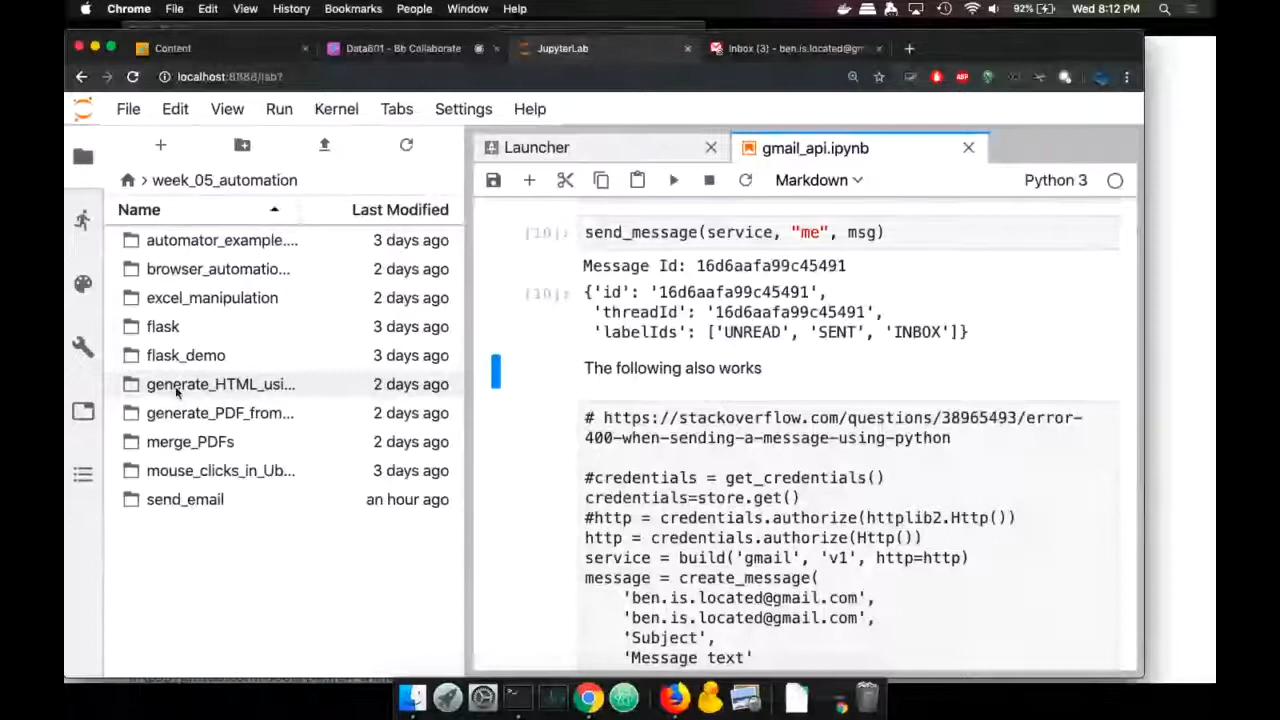 Chrome File Edit View History Bookmarks People Window Help 92% Wed 8:12 PM
Content Data601 - Bb Collaborate JupyterLab Inbox (3) - ben.is.located@gm
localhost:8888/lab? ABP
File Edit View Run Kernel Tabs Settings Help
Launcher gmail_api.ipynb
week_05_automation Markdown Python 3
Name Last Modified
automator_example.... 3 days ago
browser_automatio... 2 days ago
excel_manipulation 2 days ago
flask 3 days ago
flask_demo 3 days ago
generate_HTML_usi... 2 days ago
generate_PDF_from... 2 days ago
merge_PDFs 2 days ago
mouse_clicks_in_Ub... 3 days ago
send_email an hour ago
[10]: send_message(service, "me", msg)
Message Id: 16d6aafa99c45491
[10]: {'id': '16d6aafa99c45491',
'threadId': '16d6aafa99c45491',
'labelIds': ['UNREAD', 'SENT', 'INBOX']}
The following also works
# https://stackoverflow.com/questions/38965493/error-
400-when-sending-a-message-using-python
#credentials = get_credentials()
credentials=store.get()
#http = credentials.authorize(httplib2.Http())
http = credentials.authorize(Http())
service = build('gmail', 'v1', http=http)
message = create_message(
'ben.is.located@gmail.com',
'ben.is.located@gmail.com',
'Subject',
'Message text'